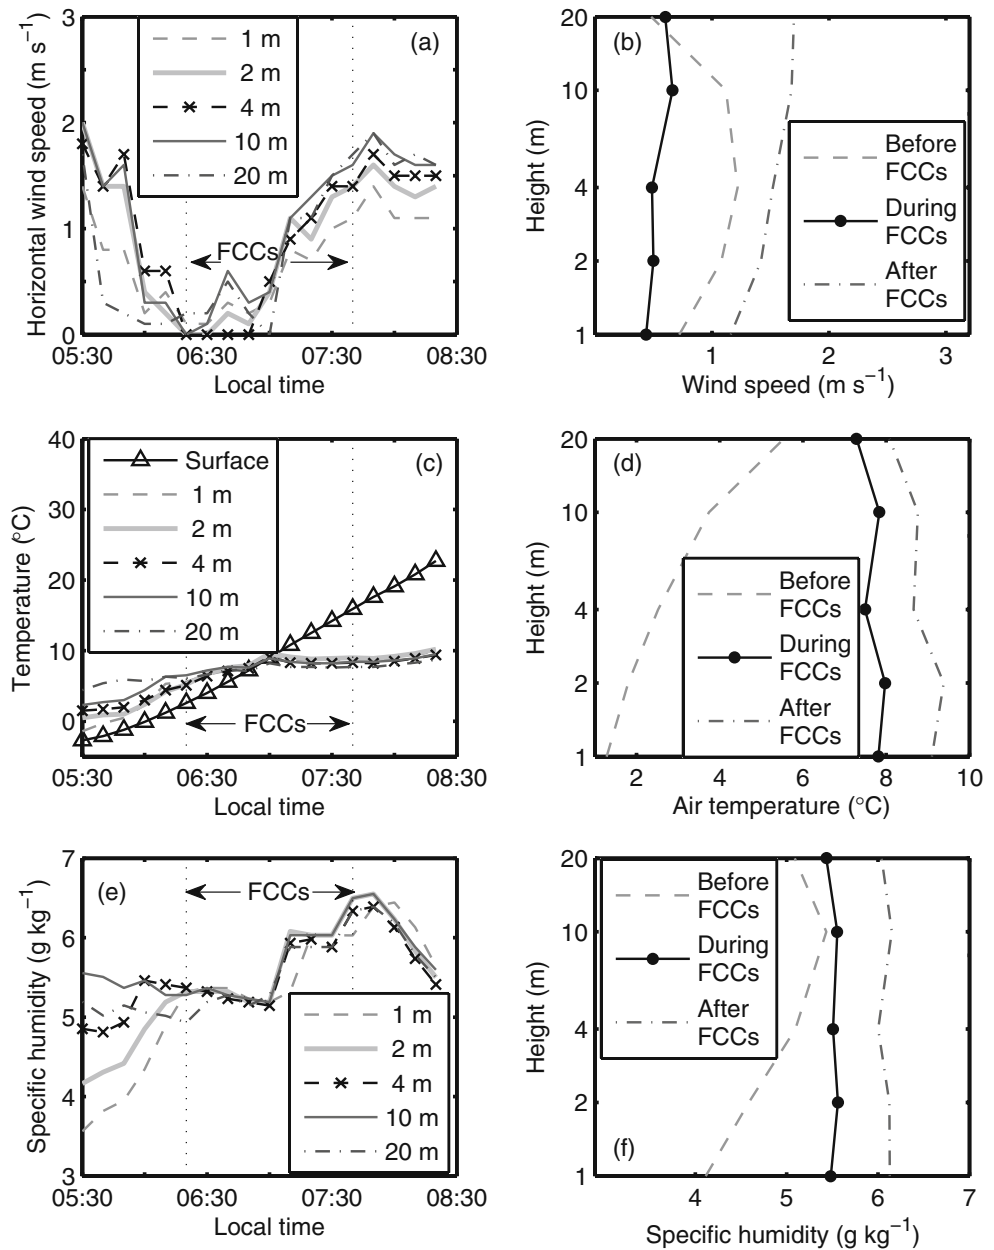 (a)
Horizontal wind speed (m s⁻¹)
3
2
1
0
1 m
2 m
4 m
10 m
20 m
FCCs
05:30 06:30 07:30 08:30
Local time
(b)
Height (m)
20
10
4
2
1
Before
FCCs
During
FCCs
After
FCCs
1 2 3
Wind speed (m s⁻¹)
(c)
Temperature (°C)
40
30
20
10
0
Surface
1 m
2 m
4 m
10 m
20 m
FCCs
05:30 06:30 07:30 08:30
Local time
(d)
Height (m)
20
10
4
2
1
Before
FCCs
During
FCCs
After
FCCs
2 4 6 8 10
Air temperature (°C)
(e)
Specific humidity (g kg⁻¹)
7
6
5
4
3
FCCs
1 m
2 m
4 m
10 m
20 m
05:30 06:30 07:30 08:30
Local time
(f)
Height (m)
20
10
4
2
1
Before
FCCs
During
FCCs
After
FCCs
4 5 6 7
Specific humidity (g kg⁻¹)